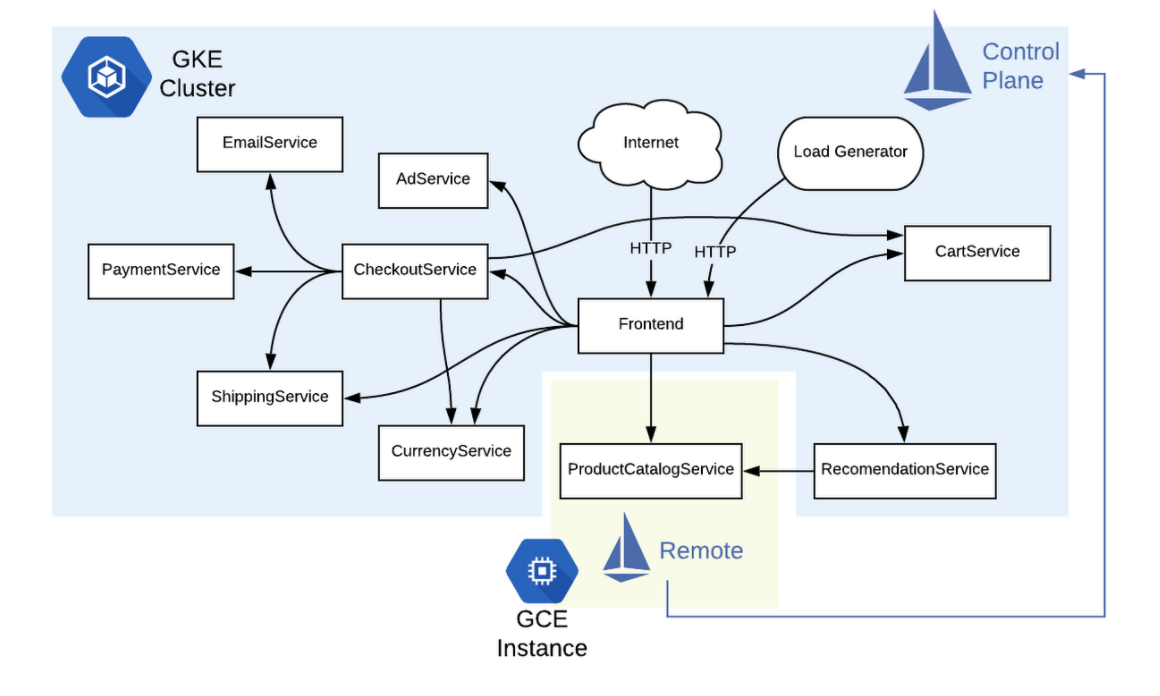 GKE
Cluster
Control
Plane
EmailService
Internet
Load Generator
AdService
HTTP
HTTP
CartService
PaymentService
CheckoutService
Frontend
ShippingService
CurrencyService
ProductCatalogService
RecomendationService
Remote
GCE
Instance